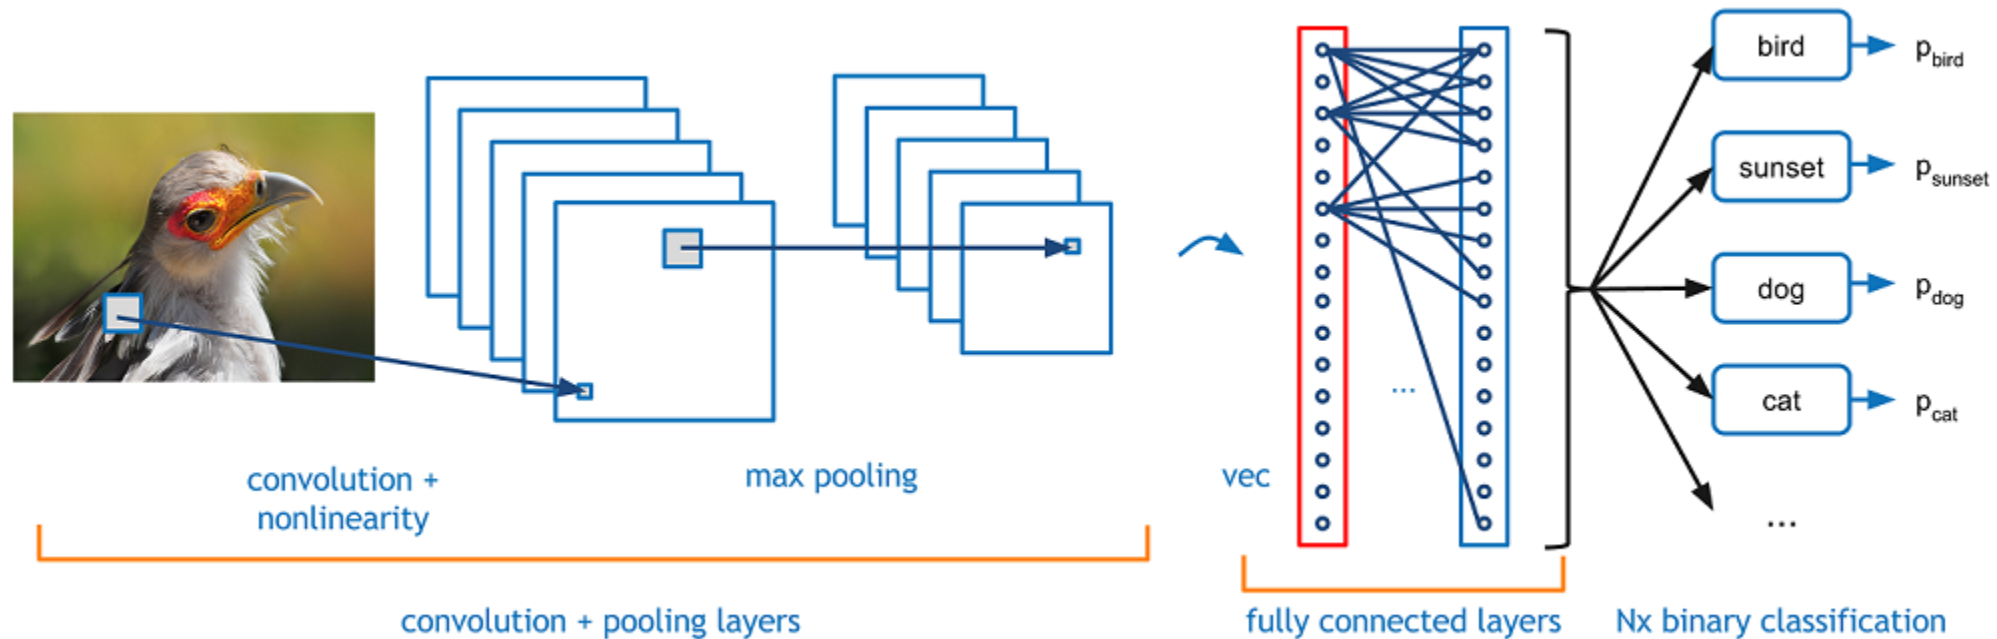 convolution +
nonlinearity
max pooling
vec
...
bird
p_bird
sunset
p_sunset
dog
p_dog
cat
p_cat
...
convolution + pooling layers
fully connected layers
Nx binary classification